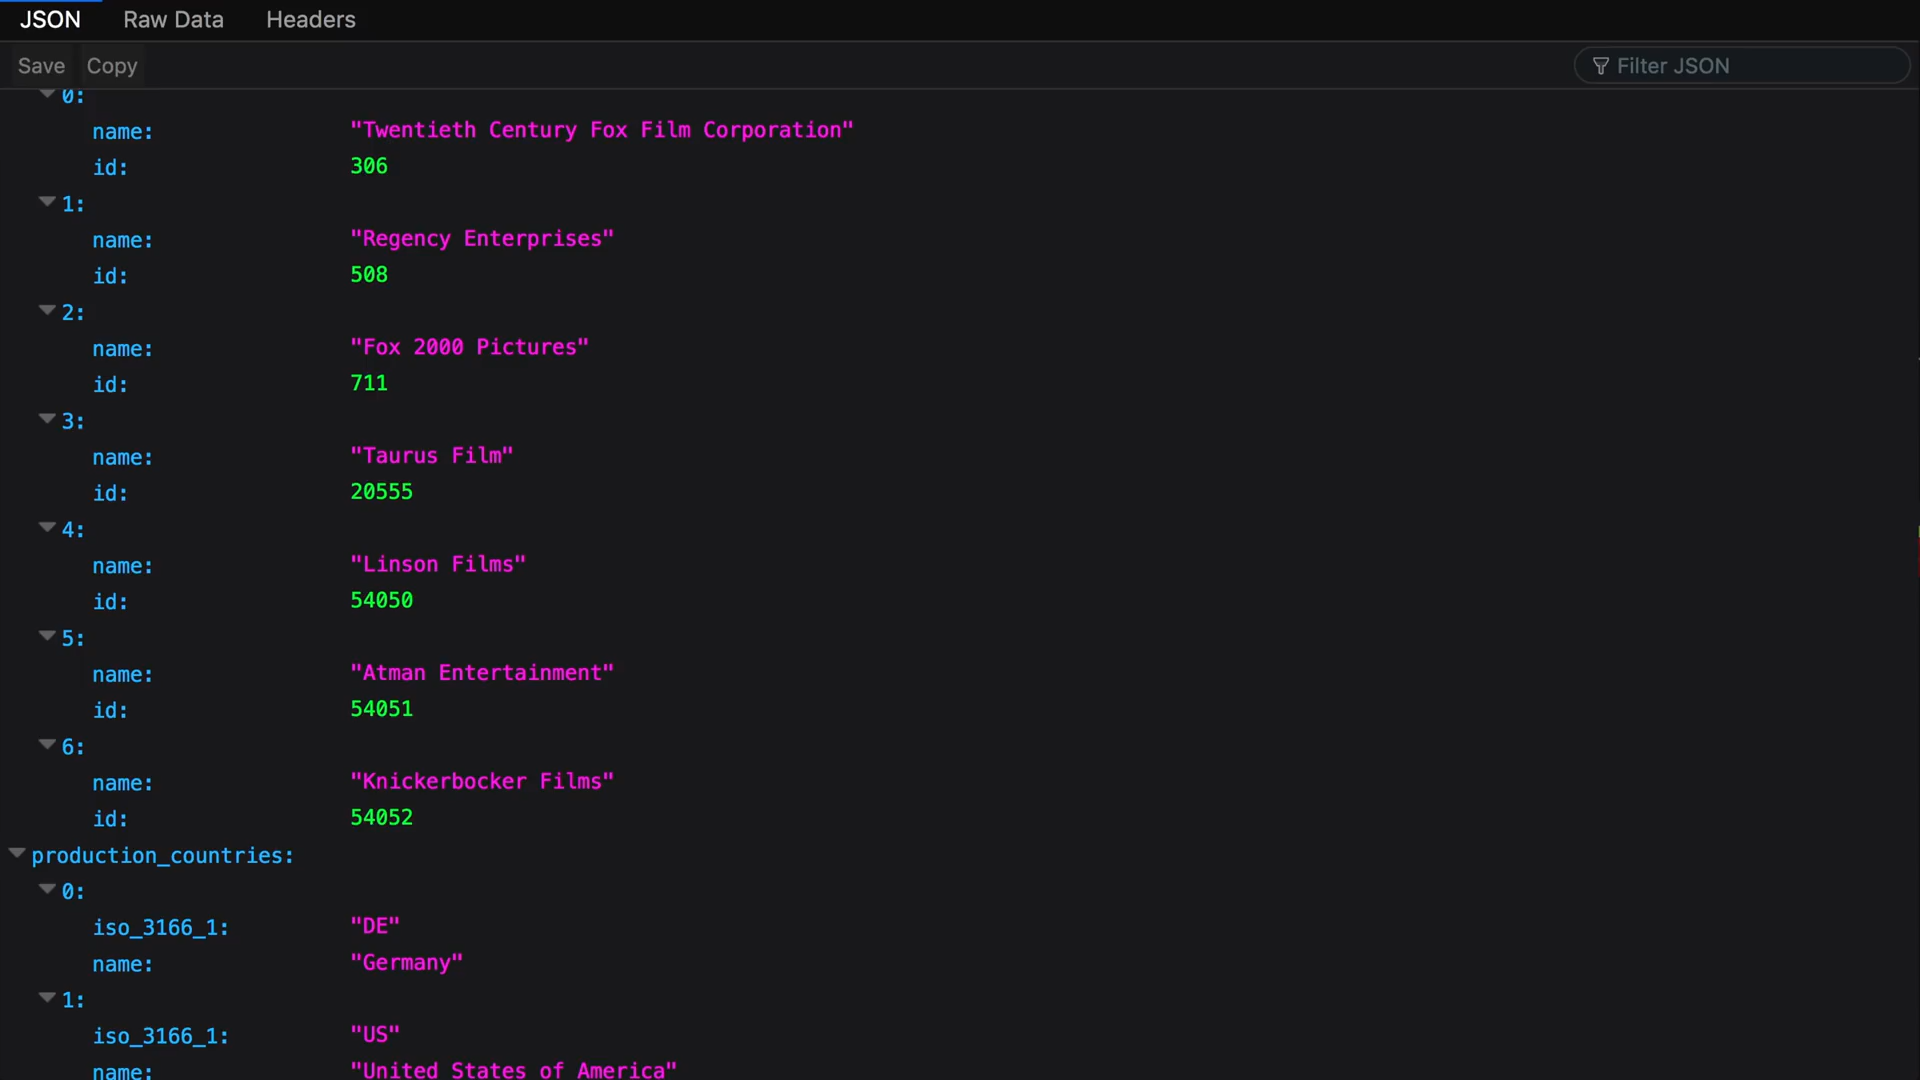 JSON Raw Data Headers
Save Copy Filter JSON
0:
name: "Twentieth Century Fox Film Corporation"
id: 306
1:
name: "Regency Enterprises"
id: 508
2:
name: "Fox 2000 Pictures"
id: 711
3:
name: "Taurus Film"
id: 20555
4:
name: "Linson Films"
id: 54050
5:
name: "Atman Entertainment"
id: 54051
6:
name: "Knickerbocker Films"
id: 54052
production_countries:
0:
iso_3166_1: "DE"
name: "Germany"
1:
iso_3166_1: "US"
name: "United States of America"